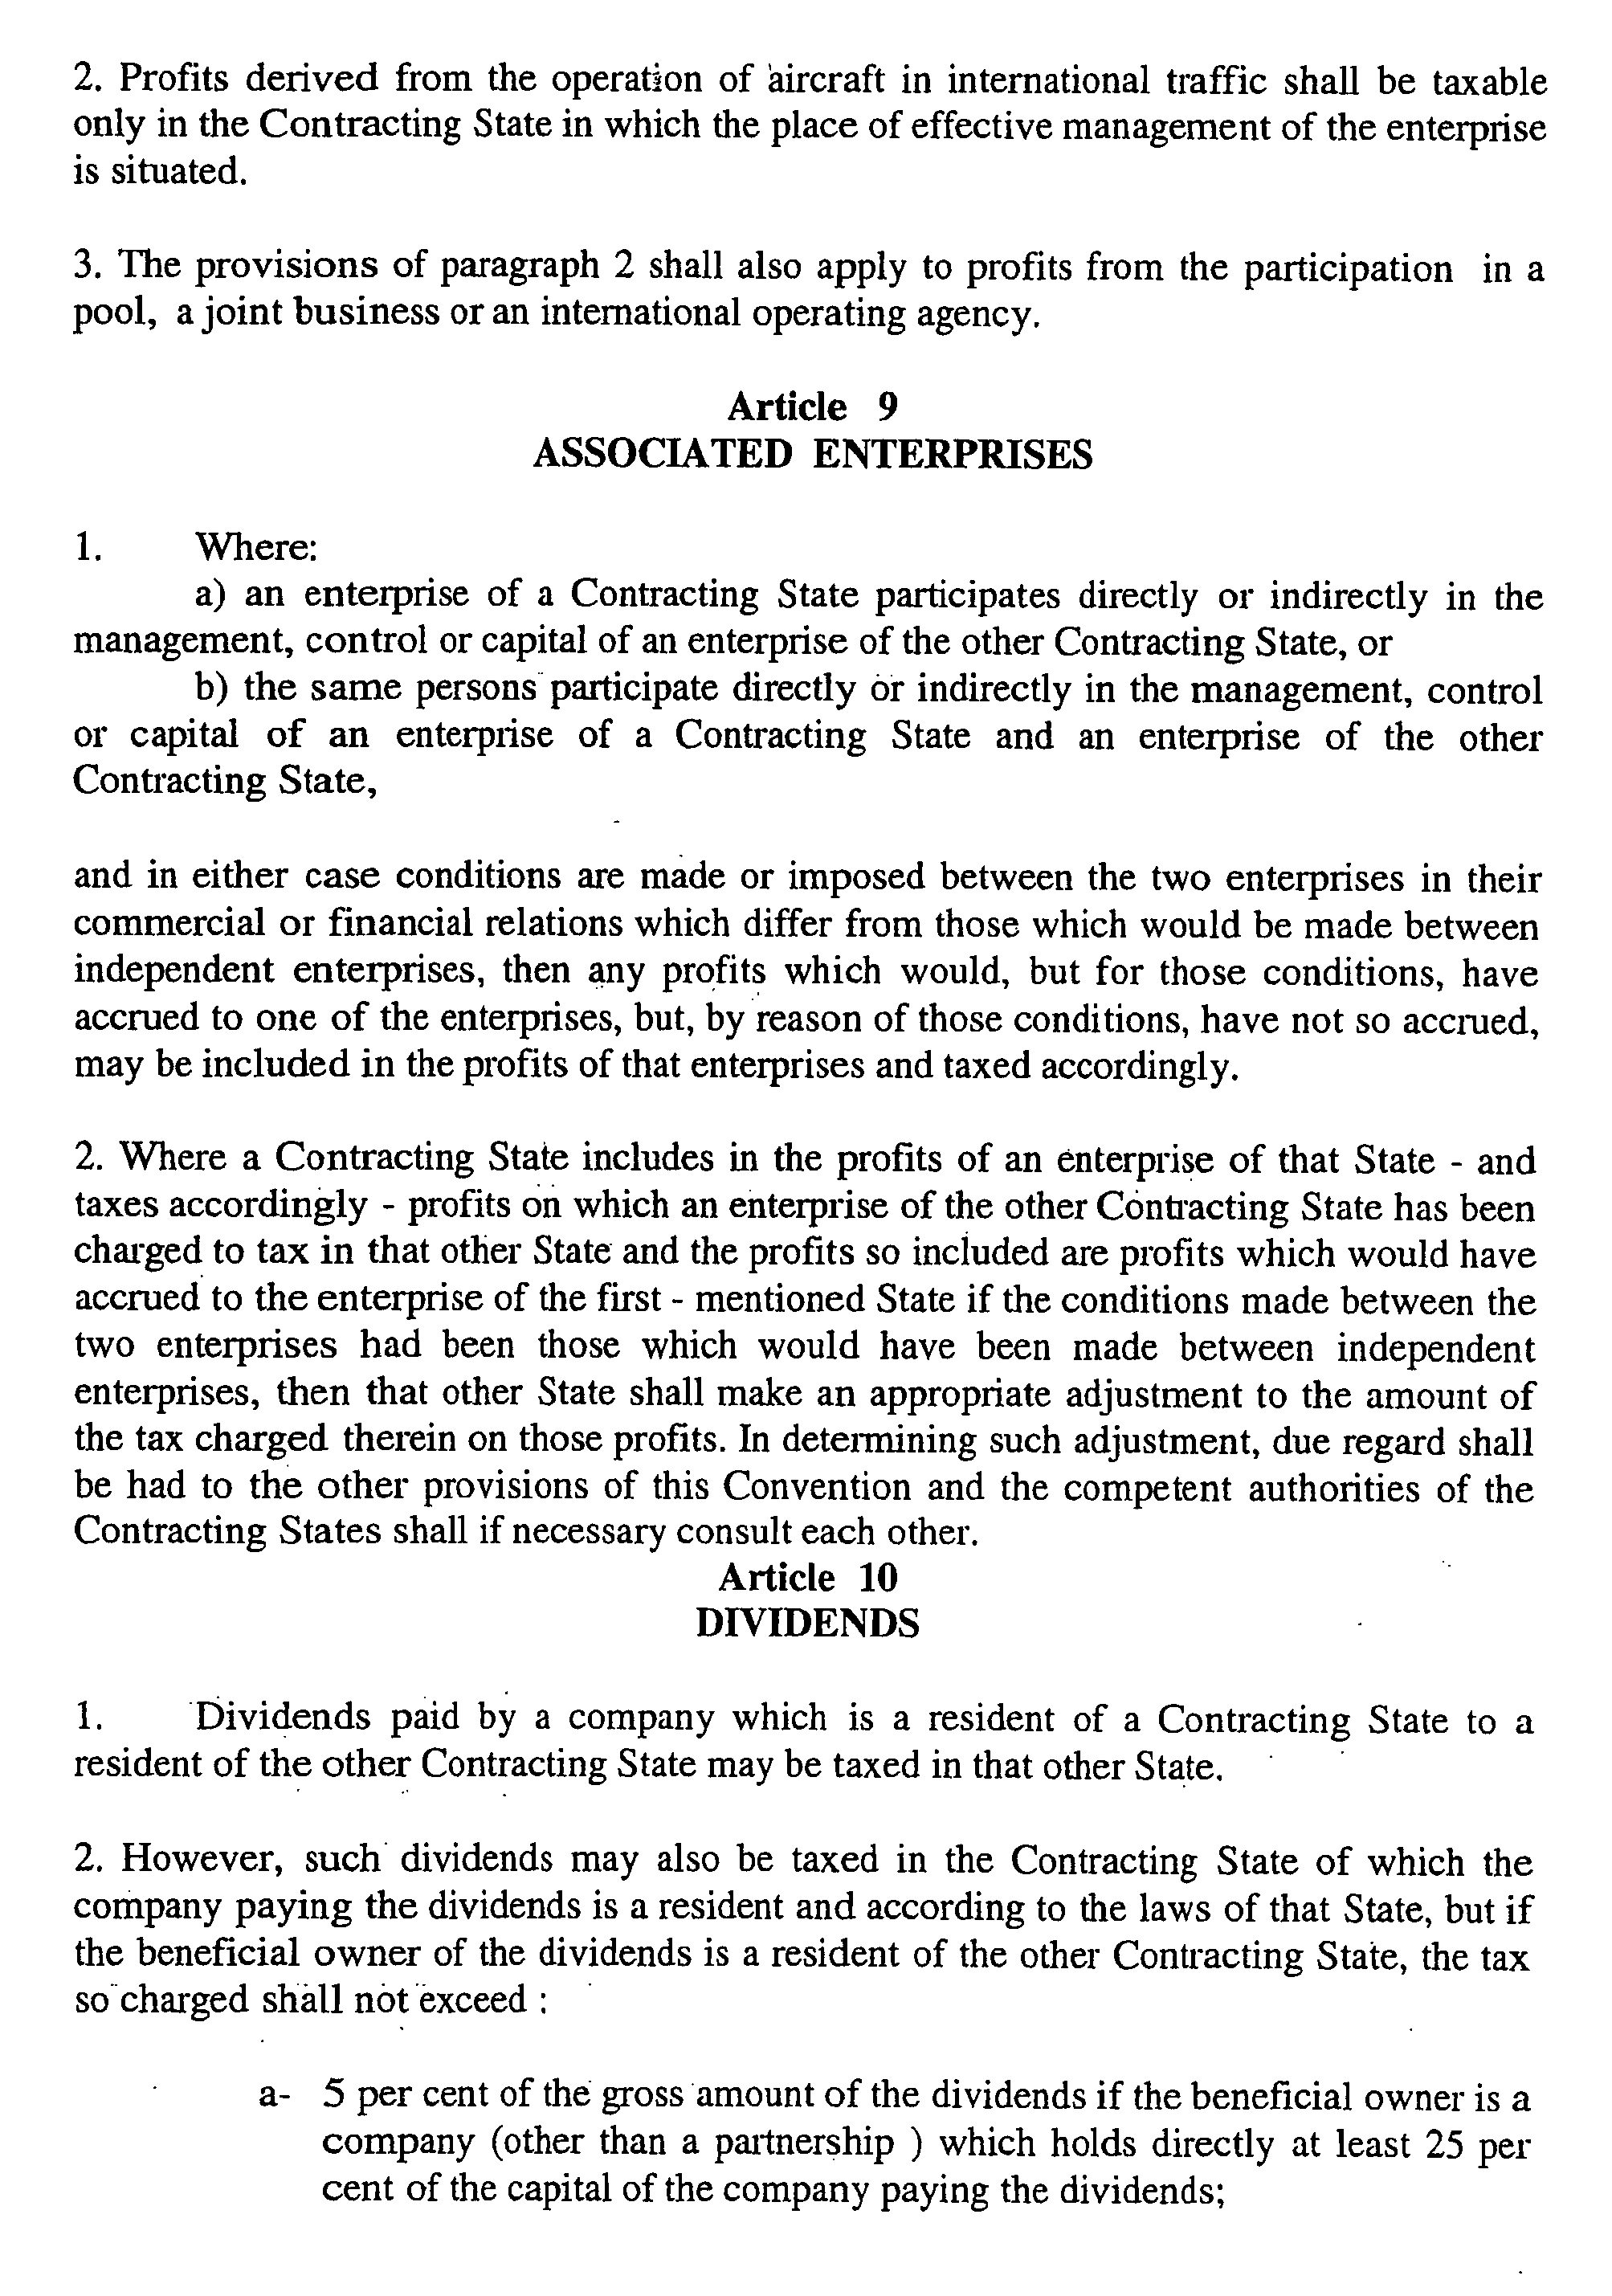 2. Profits derived from the operation of aircraft in international traffic shall be taxable
only in the Contracting State in which the place of effective management of the enterprise
is situated.
3. The provisions of paragraph 2 shall also apply to profits from the participation in a
pool, a joint business or an international operating agency.
Article 9
ASSOCIATED ENTERPRISES
1. Where:
a) an enterprise of a Contracting State participates directly or indirectly in the
management, control or capital of an enterprise of the other Contracting State, or
b) the same persons participate directly or indirectly in the management, control
or capital of an enterprise of a Contracting State and an enterprise of the other
Contracting State,
and in either case conditions are made or imposed between the two enterprises in their
commercial or financial relations which differ from those which would be made between
independent enterprises, then any profits which would, but for those conditions, have
accrued to one of the enterprises, but, by reason of those conditions, have not so accrued,
may be included in the profits of that enterprises and taxed accordingly.
2. Where a Contracting State includes in the profits of an enterprise of that State - and
taxes accordingly - profits on which an enterprise of the other Contracting State has been
charged to tax in that other State and the profits so included are profits which would have
accrued to the enterprise of the first - mentioned State if the conditions made between the
two enterprises had been those which would have been made between independent
enterprises, then that other State shall make an appropriate adjustment to the amount of
the tax charged therein on those profits. In determining such adjustment, due regard shall
be had to the other provisions of this Convention and the competent authorities of the
Contracting States shall if necessary consult each other.
Article 10
DIVIDENDS
1. Dividends paid by a company which is a resident of a Contracting State to a
resident of the other Contracting State may be taxed in that other State.
2. However, such dividends may also be taxed in the Contracting State of which the
company paying the dividends is a resident and according to the laws of that State, but if
the beneficial owner of the dividends is a resident of the other Contracting State, the tax
so charged shall not exceed :
a- 5 per cent of the gross amount of the dividends if the beneficial owner is a
company (other than a partnership ) which holds directly at least 25 per
cent of the capital of the company paying the dividends;